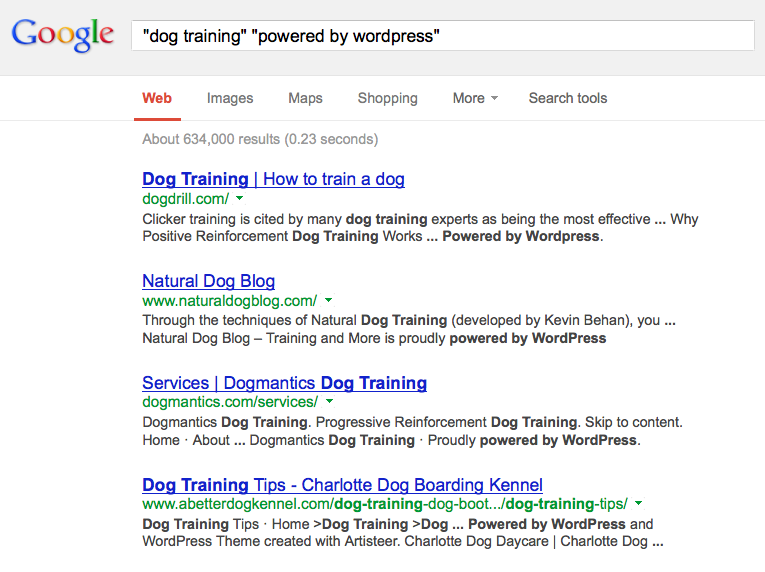 Google
"dog training" "powered by wordpress"
Web Images Maps Shopping More Search tools
About 634,000 results (0.23 seconds)
Dog Training | How to train a dog
dogdrill.com/
Clicker training is cited by many dog training experts as being the most effective ... Why
Positive Reinforcement Dog Training Works ... Powered by Wordpress.
Natural Dog Blog
www.naturaldogblog.com/
Through the techniques of Natural Dog Training (developed by Kevin Behan), you ...
Natural Dog Blog – Training and More is proudly powered by WordPress
Services | Dogmantics Dog Training
dogmantics.com/services/
Dogmantics Dog Training. Progressive Reinforcement Dog Training. Skip to content.
Home · About ... Dogmantics Dog Training · Proudly powered by WordPress.
Dog Training Tips - Charlotte Dog Boarding Kennel
www.abetterdogkennel.com/dog-training-dog-boot.../dog-training-tips/
Dog Training Tips · Home >Dog Training >Dog ... Powered by WordPress and
WordPress Theme created with Artisteer. Charlotte Dog Daycare | Charlotte Dog ...